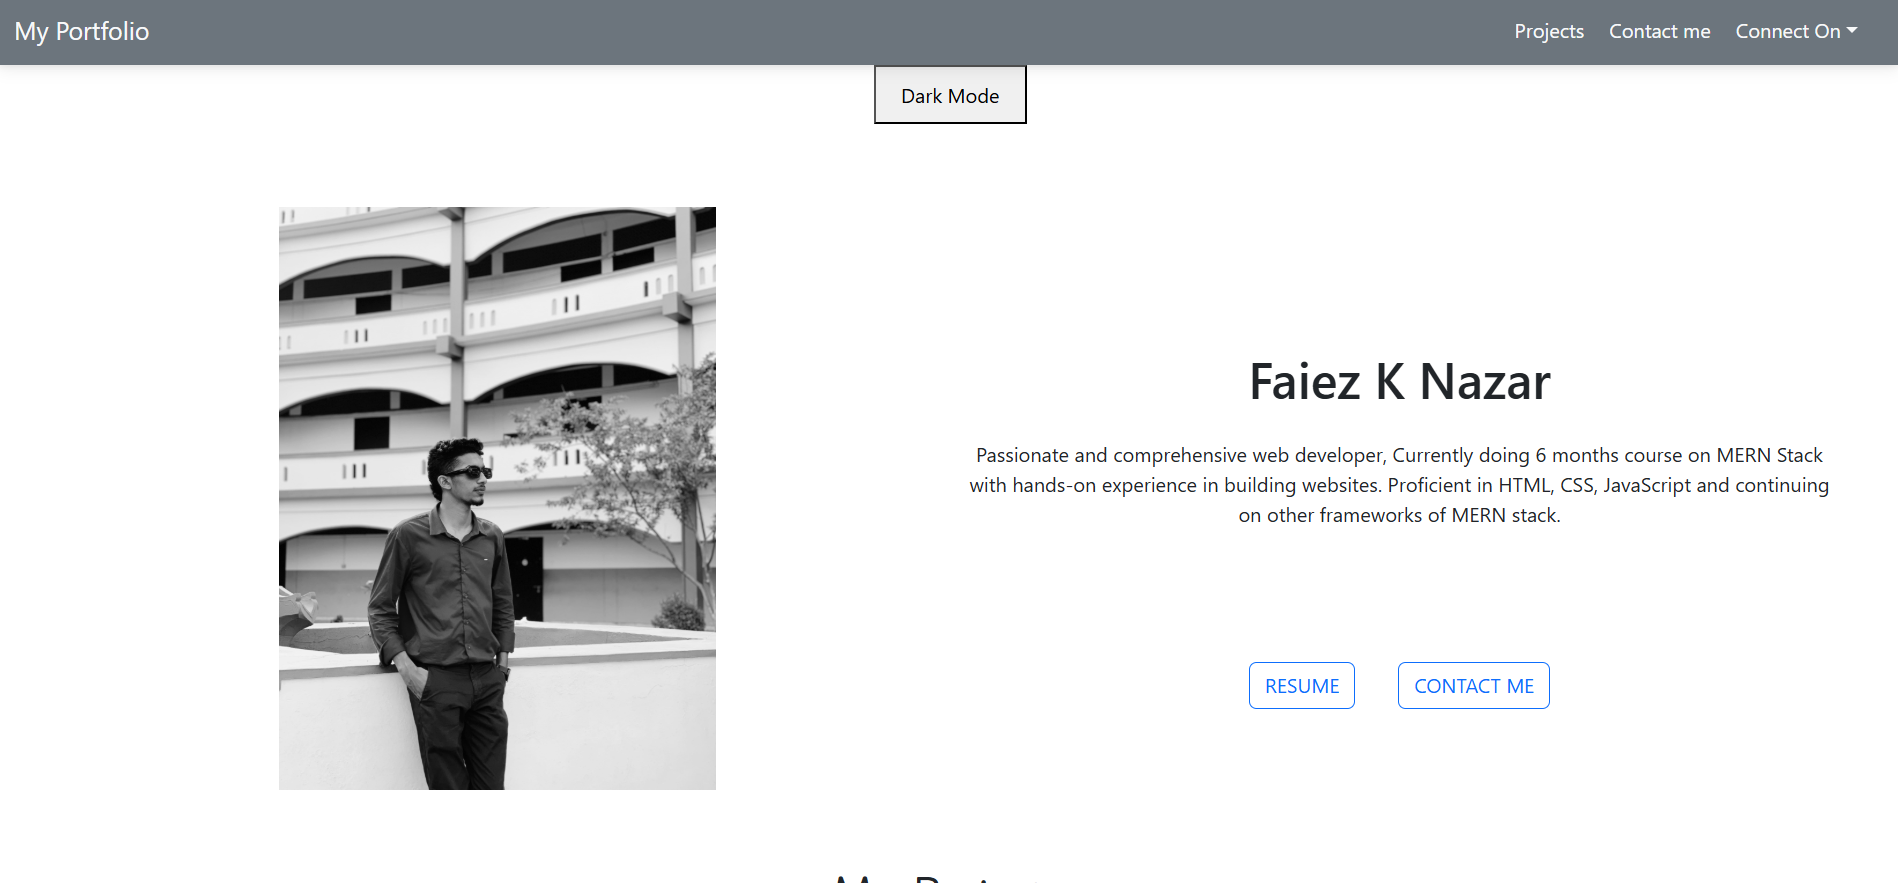 My Portfolio
Projects
Contact me
Connect On
Dark Mode
Faiez K Nazar
Passionate and comprehensive web developer, Currently doing 6 months course on MERN Stack
with hands-on experience in building websites. Proficient in HTML, CSS, JavaScript and continuing
on other frameworks of MERN stack.
RESUME
CONTACT ME